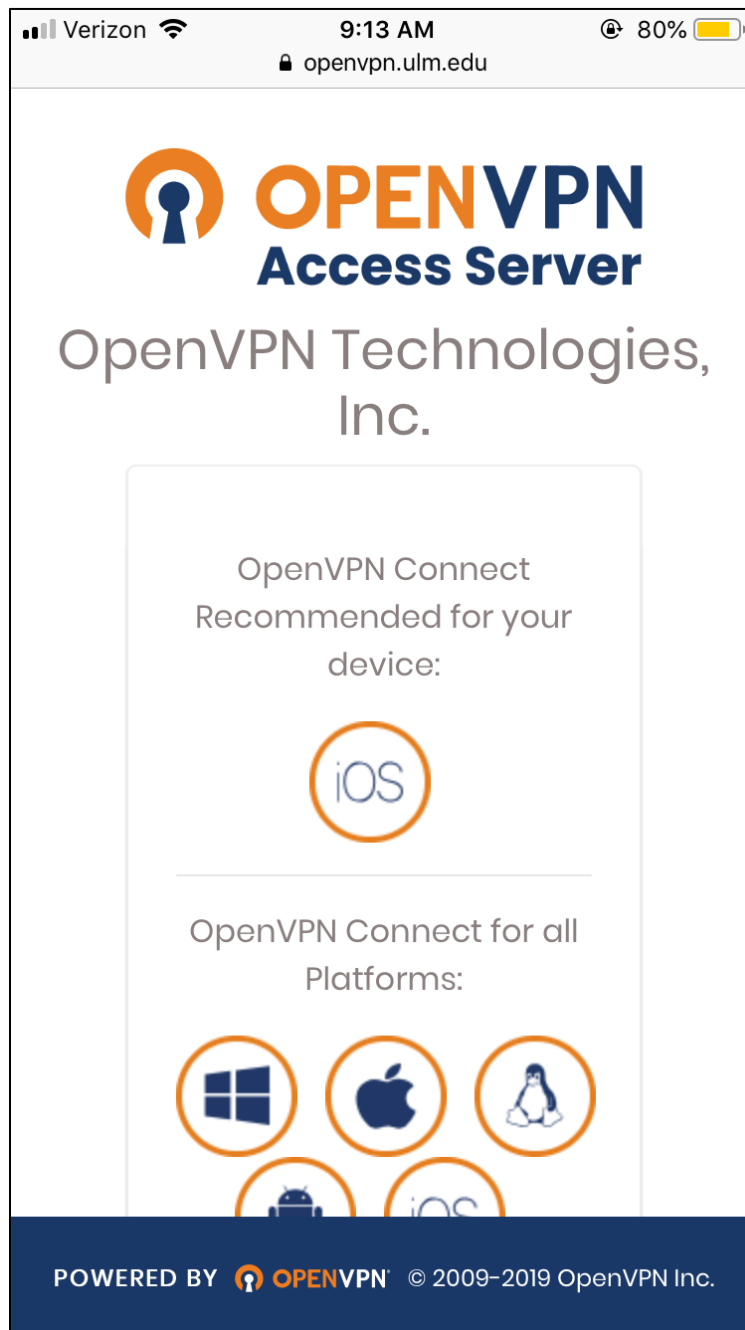 Verizon 9:13 AM 80%
openvpn.ulm.edu
OPENVPN
Access Server
OpenVPN Technologies,
Inc.
OpenVPN Connect
Recommended for your
device:
iOS
OpenVPN Connect for all
Platforms:
iOS
POWERED BY OPENVPN © 2009-2019 OpenVPN Inc.